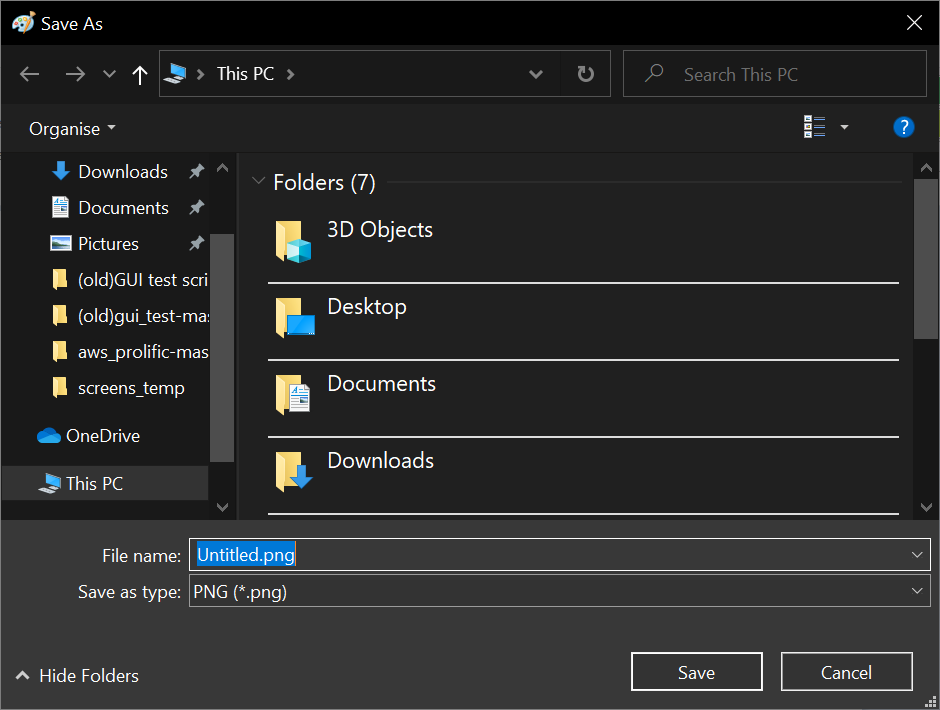 Save As
This PC
Search This PC
Organise
?
Downloads
Documents
Pictures
(old)GUI test scri
(old)gui_test-mas
aws_prolific-mas
screens_temp
OneDrive
This PC
Folders (7)
3D Objects
Desktop
Documents
Downloads
File name: Untitled.png
Save as type: PNG (*.png)
Hide Folders
Save
Cancel